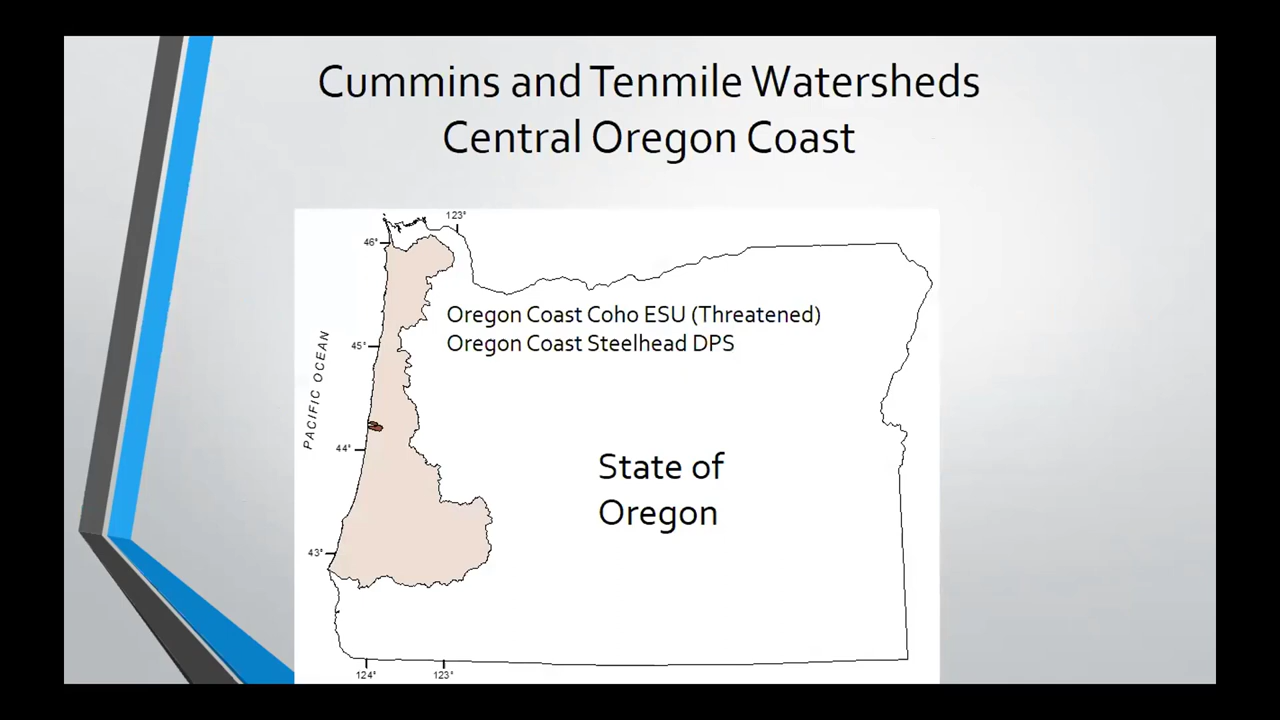 Cummins and Tenmile Watersheds
Central Oregon Coast
123°
46°
Oregon Coast Coho ESU (Threatened)
Oregon Coast Steelhead DPS
45°
PACIFIC OCEAN
44°
State of
Oregon
43°
124°
123°